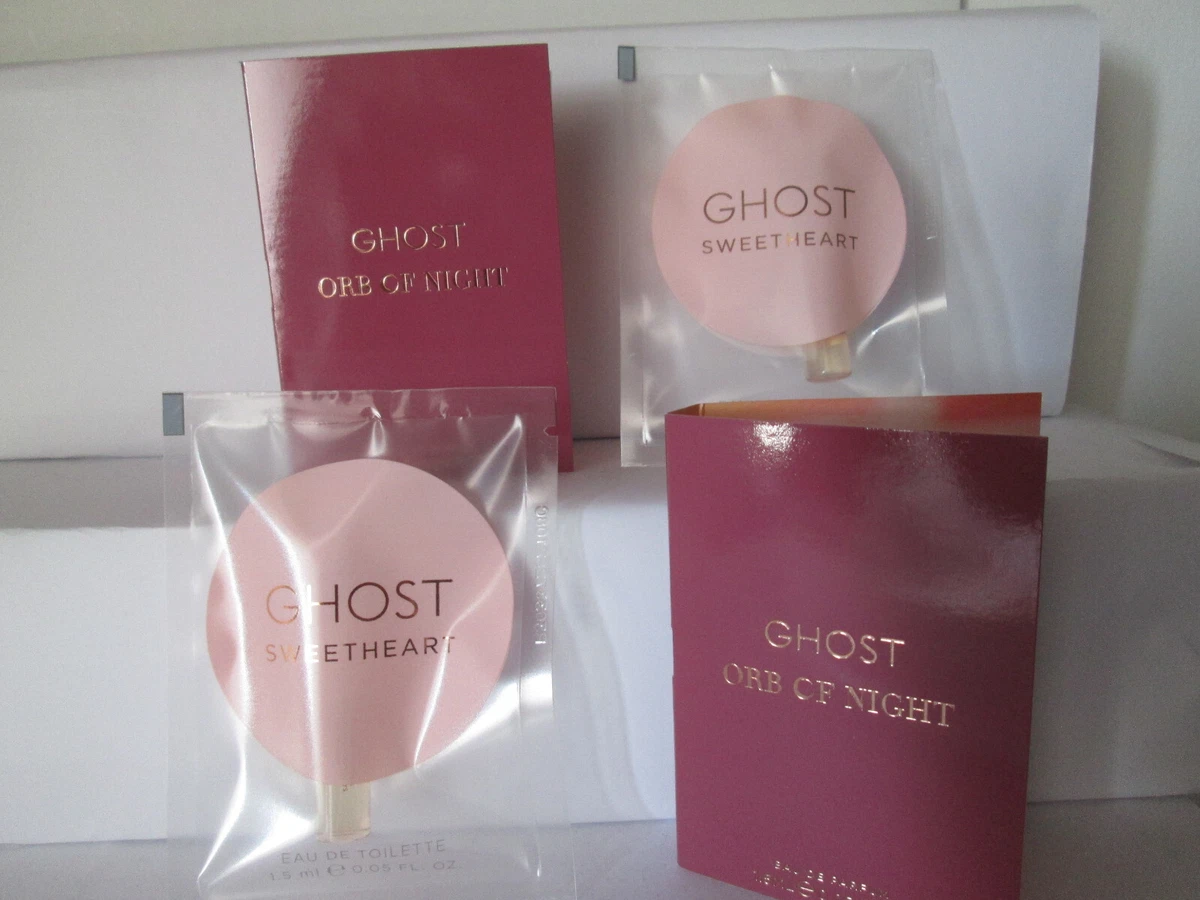 GHOST
ORB OF NIGHT
GHOST
SWEETHEART
GHOST
SWEETHEART
EAU DE TOILETTE
1.5 ml e 0.05 FL. OZ
GHOST
ORB OF NIGHT
EAU DE PARFUM